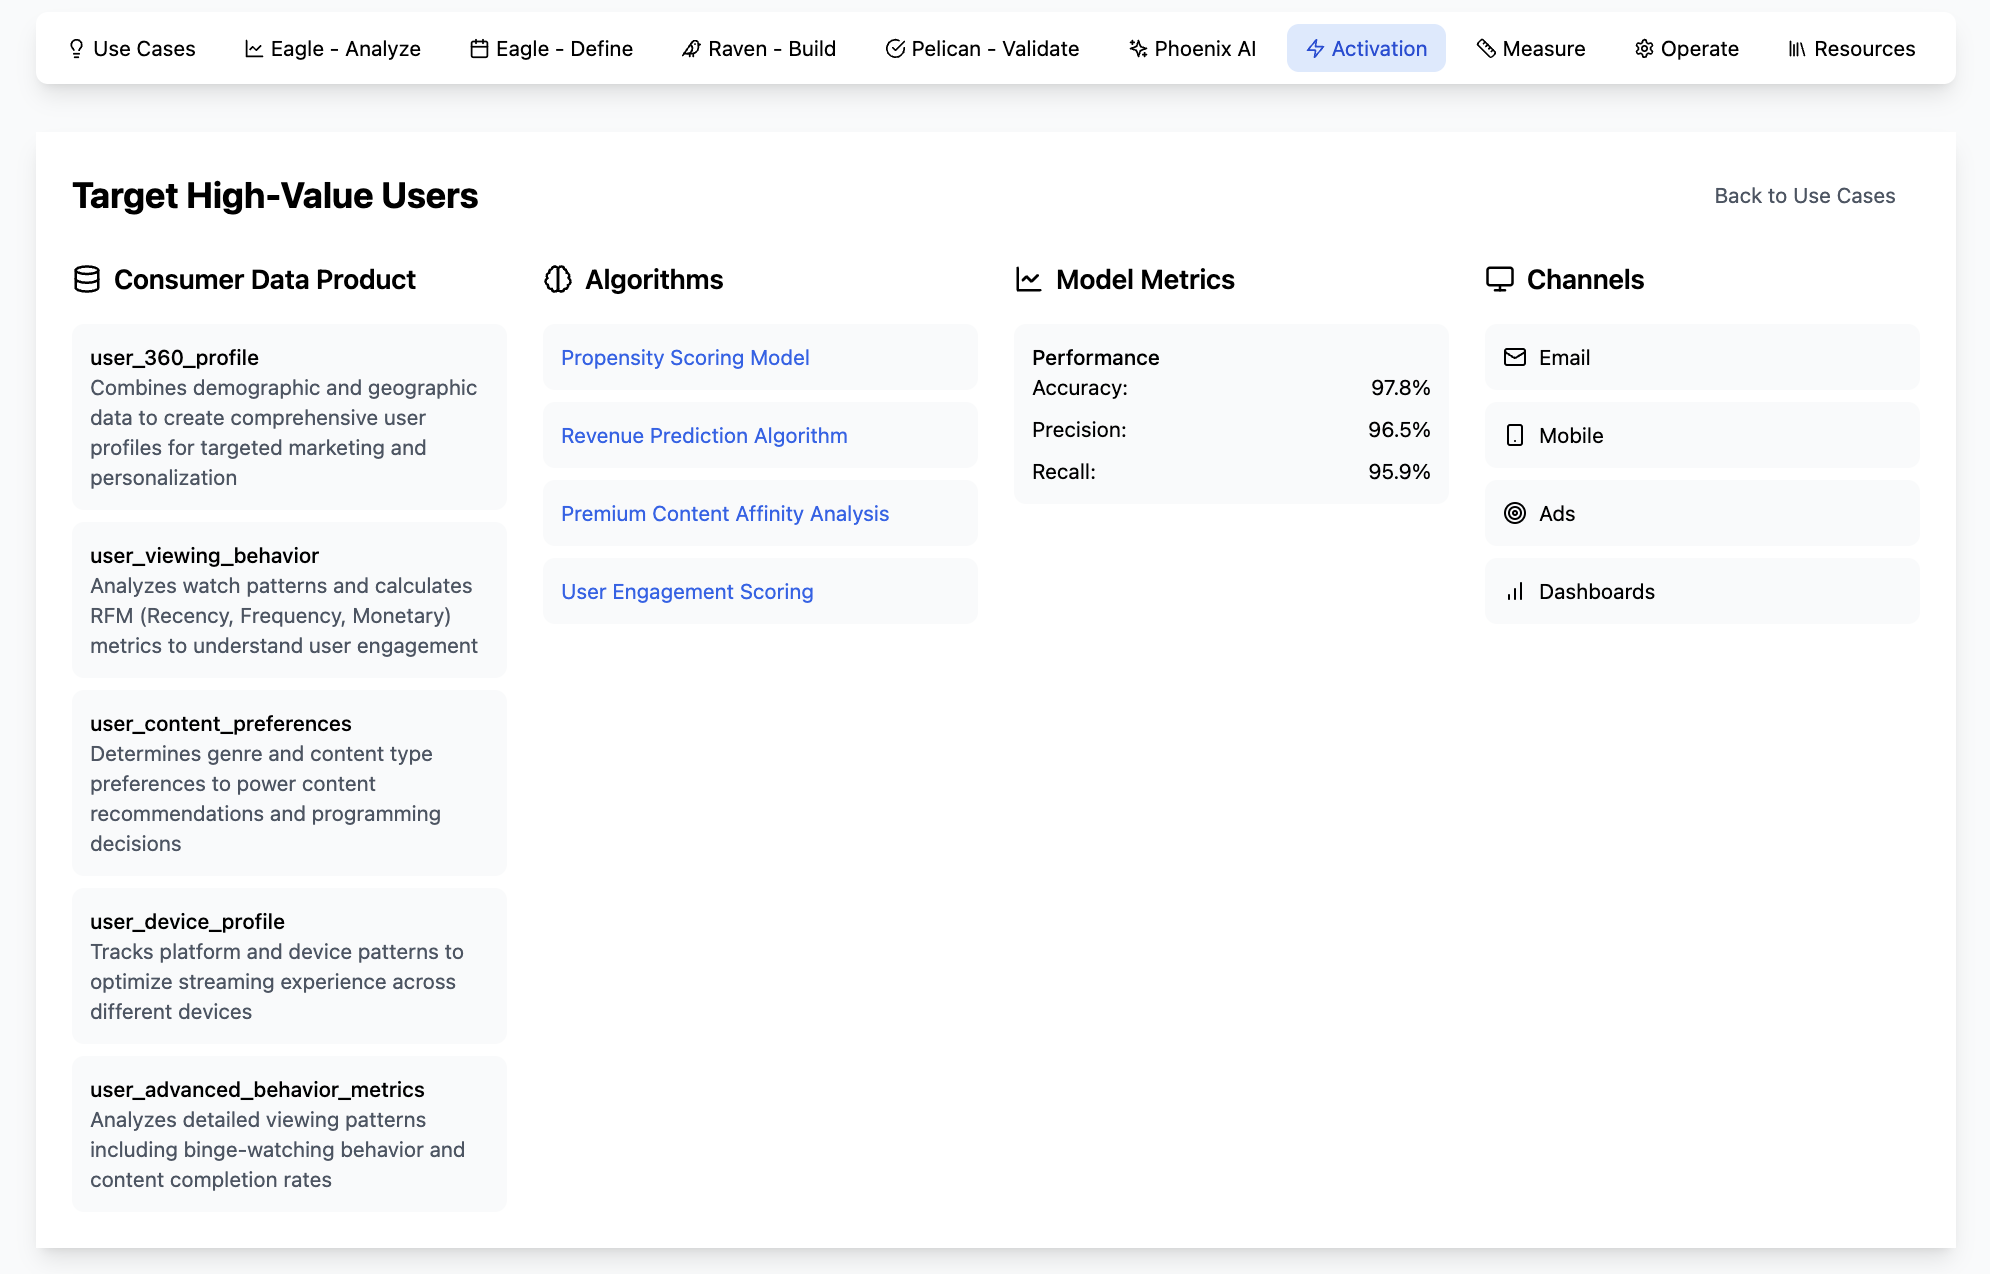 Use Cases
Eagle - Analyze
Eagle - Define
Raven - Build
Pelican - Validate
Phoenix AI
Activation
Measure
Operate
Resources
Target High-Value Users
Back to Use Cases
Consumer Data Product
user_360_profile
Combines demographic and geographic
data to create comprehensive user
profiles for targeted marketing and
personalization
user_viewing_behavior
Analyzes watch patterns and calculates
RFM (Recency, Frequency, Monetary)
metrics to understand user engagement
user_content_preferences
Determines genre and content type
preferences to power content
recommendations and programming
decisions
user_device_profile
Tracks platform and device patterns to
optimize streaming experience across
different devices
user_advanced_behavior_metrics
Analyzes detailed viewing patterns
including binge-watching behavior and
content completion rates
Algorithms
Propensity Scoring Model
Revenue Prediction Algorithm
Premium Content Affinity Analysis
User Engagement Scoring
Model Metrics
Performance
Accuracy: 97.8%
Precision: 96.5%
Recall: 95.9%
Channels
Email
Mobile
Ads
Dashboards